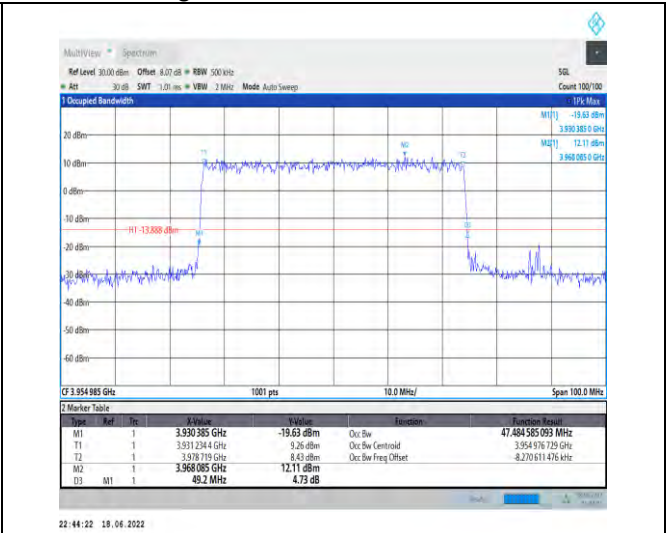 MultiView Spectrum
Ref Level 30.00 dBm Offset 8.07 dB RBW 500 kHz SGL
Att 30 dB SWT 1.01 ms VBW 2 MHz Mode Auto Sweep Count 100/100
1 Occupied Bandwidth 1Pk Max
M1[1] -19.63 dBm
3.930 385 0 GHz
M2[1] 12.11 dBm
3.968 085 0 GHz
20 dBm
T1 M2 T2
10 dBm
0 dBm
-10 dBm
H1 -13.888 dBm M1 D3
-20 dBm
-30 dBm
-40 dBm
-50 dBm
-60 dBm
CF 3.954 985 GHz 1001 pts 10.0 MHz/ Span 100.0 MHz
2 Marker Table
Type Ref Trc X-Value Y-Value Function Function Result
M1 1 3.930 385 GHz -19.63 dBm Occ Bw 47.484 585 093 MHz
T1 1 3.931 234 4 GHz 9.26 dBm Occ Bw Centroid 3.954 976 729 GHz
T2 1 3.978 719 GHz 8.43 dBm Occ Bw Freq Offset -8.270 611 476 kHz
M2 1 3.968 085 GHz 12.11 dBm
D3 M1 1 49.2 MHz 4.73 dB
22:44:22 18.06.2022